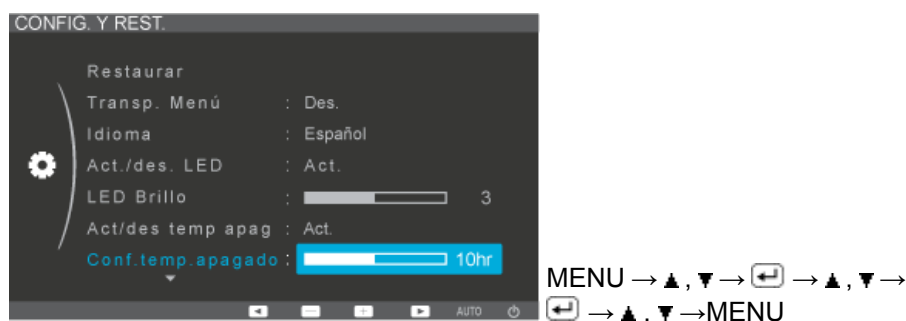 CONFIG. Y REST.
Restaurar
Transp. Menú : Des.
Idioma : Español
Act./des. LED : Act.
LED Brillo : 3
Act/des temp apag : Act.
Conf.temp.apagado : 10hr
AUTO
MENU → ▲ , ▼ → ↵ → ▲ , ▼ →
↵ → ▲ , ▼ →MENU